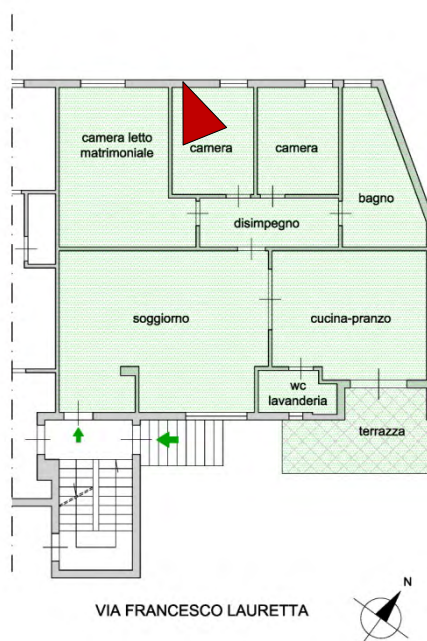 camera letto
matrimoniale
camera
camera
bagno
disimpegno
soggiorno
cucina-pranzo
wc
lavanderia
terrazza
VIA FRANCESCO LAURETTA
N